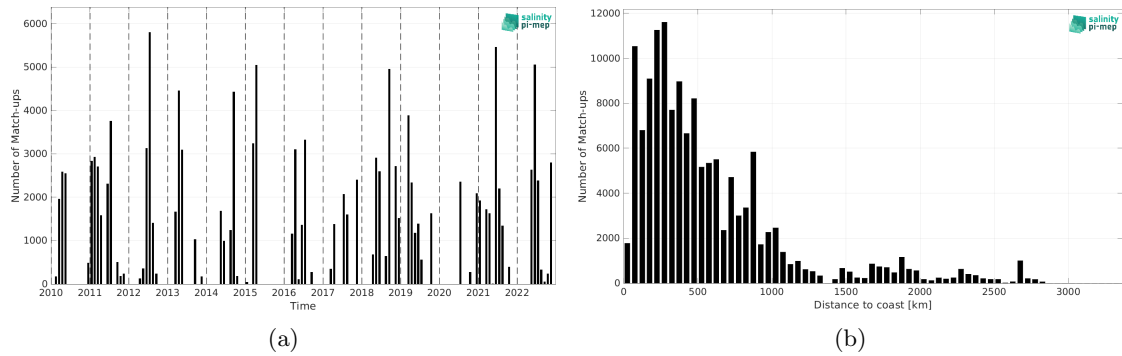 6000
5000
4000
3000
2000
1000
0
Number of Match-ups
2010 2011 2012 2013 2014 2015 2016 2017 2018 2019 2020 2021 2022
Time
salinity
pi-mep
(a)
12000
10000
8000
6000
4000
2000
0
Number of Match-ups
0 500 1000 1500 2000 2500 3000
Distance to coast [km]
salinity
pi-mep
(b)